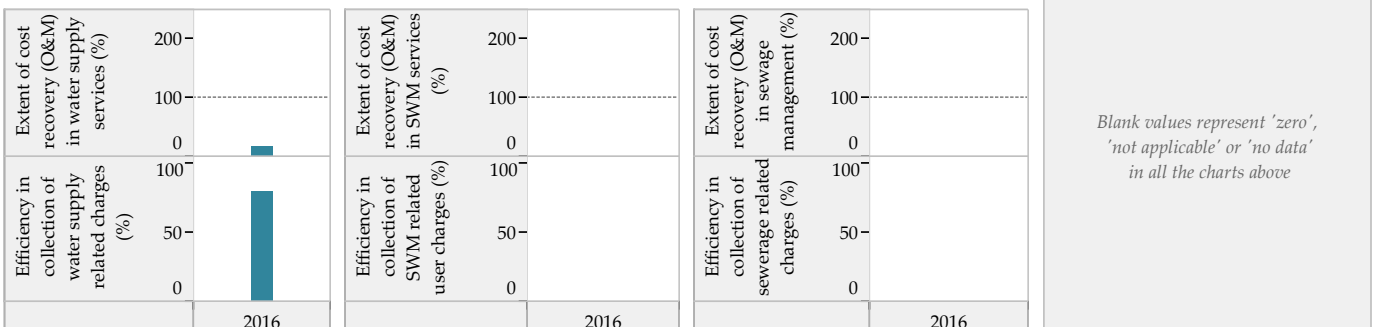 Extent of cost
recovery (O&M)
in water supply
services (%)
200
100
0
Efficiency in
collection of
water supply
related charges
(%)
100
50
0
2016
Extent of cost
recovery (O&M)
in SWM services
(%)
200
100
0
Efficiency in
collection of
SWM related
user charges (%)
100
50
0
2016
Extent of cost
recovery (O&M)
in sewage
management (%)
200
100
0
Efficiency in
collection of
sewerage related
charges (%)
100
50
0
2016
Blank values represent 'zero',
'not applicable' or 'no data'
in all the charts above